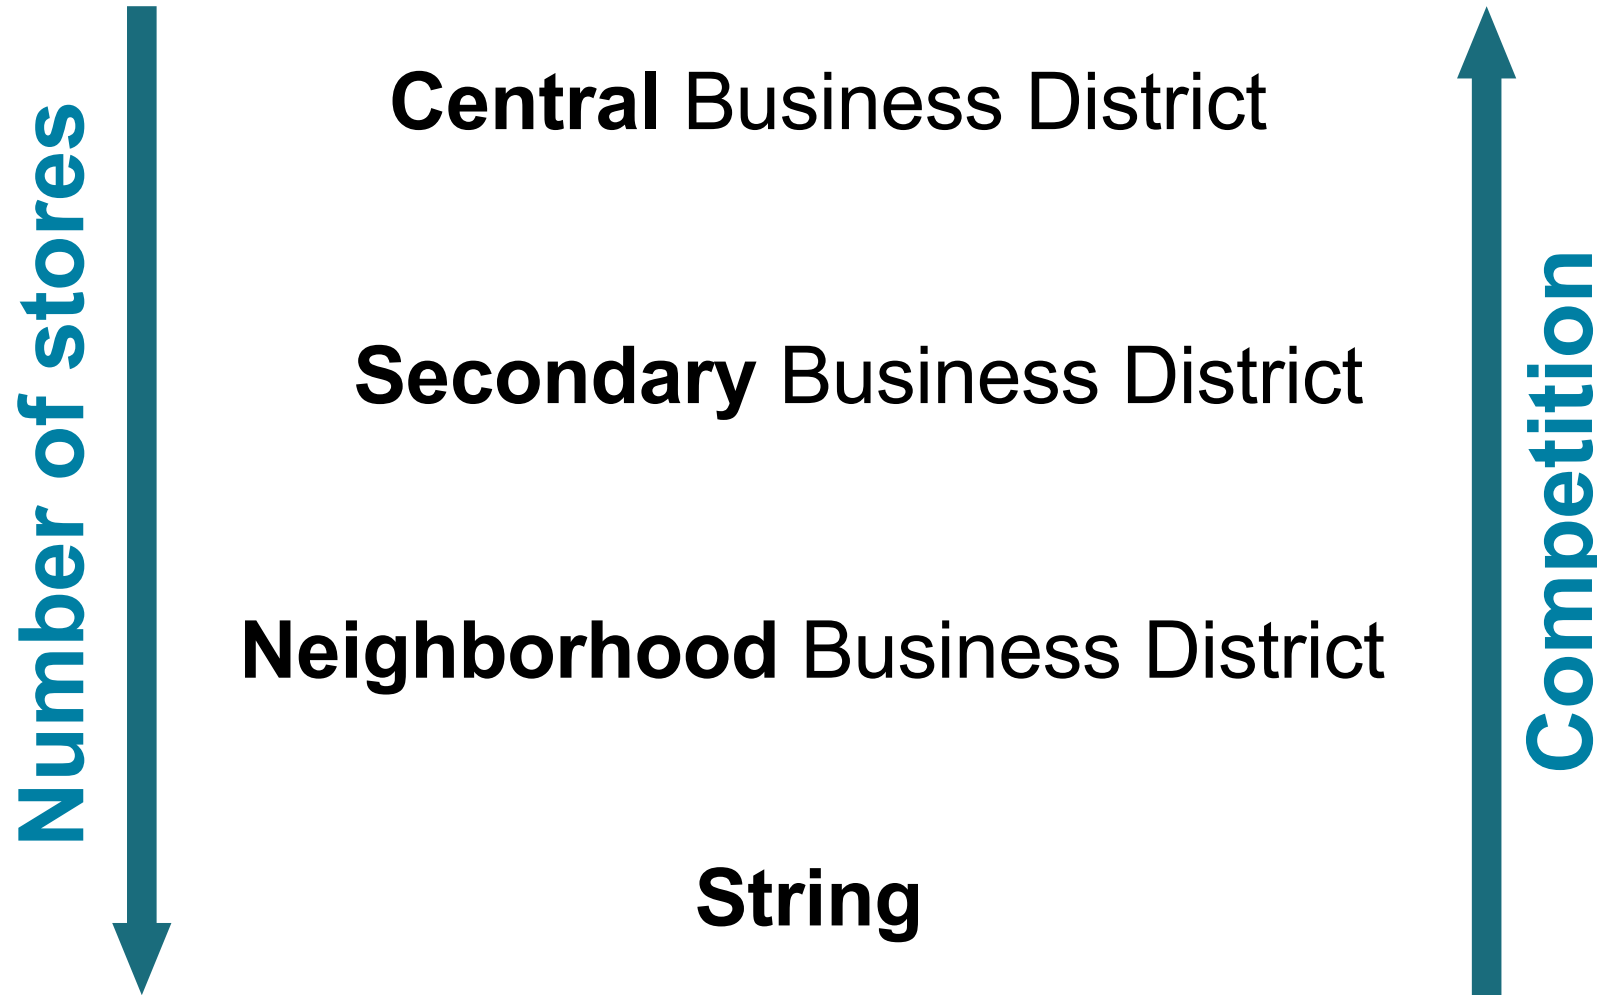 Number of stores
Central Business District
Secondary Business District
Neighborhood Business District
String
Competition